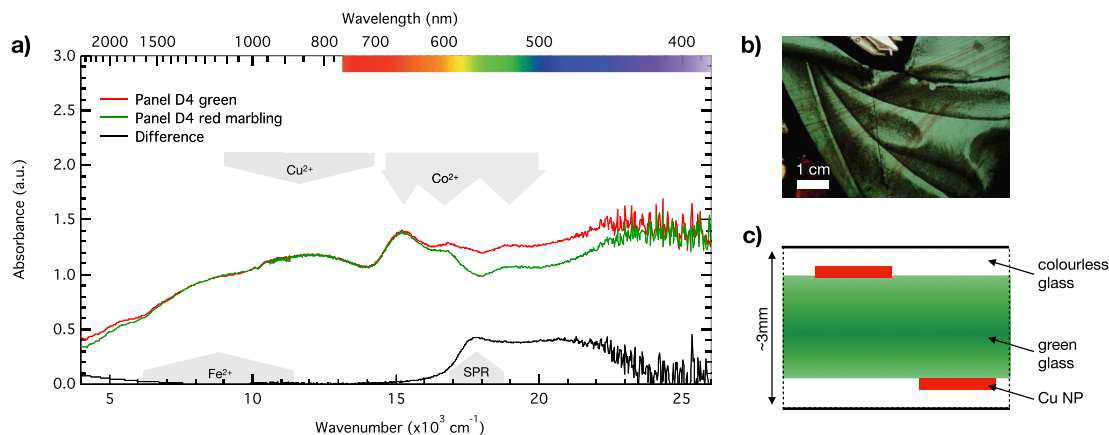 a)
Wavelength (nm)
2000 1500 1000 800 700 600 500 400
3.0
2.5
2.0
1.5
1.0
0.5
0.0
Absorbance (a.u.)
Panel D4 green
Panel D4 red marbling
Difference
Cu²⁺
Co²⁺
Fe²⁺
SPR
5 10 15 20 25
Wavenumber (x10³ cm⁻¹)
b)
1 cm
c)
~3mm
colourless
glass
green
glass
Cu NP